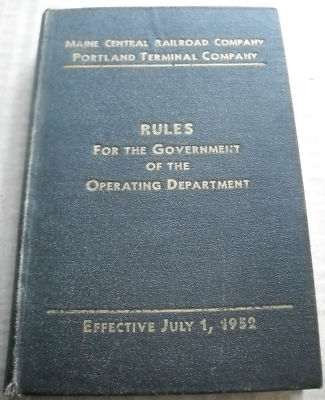 MAINE CENTRAL RAILROAD COMPANY
PORTLAND TERMINAL COMPANY
RULES
FOR THE GOVERNMENT
OF THE
OPERATING DEPARTMENT
EFFECTIVE JULY 1, 1952